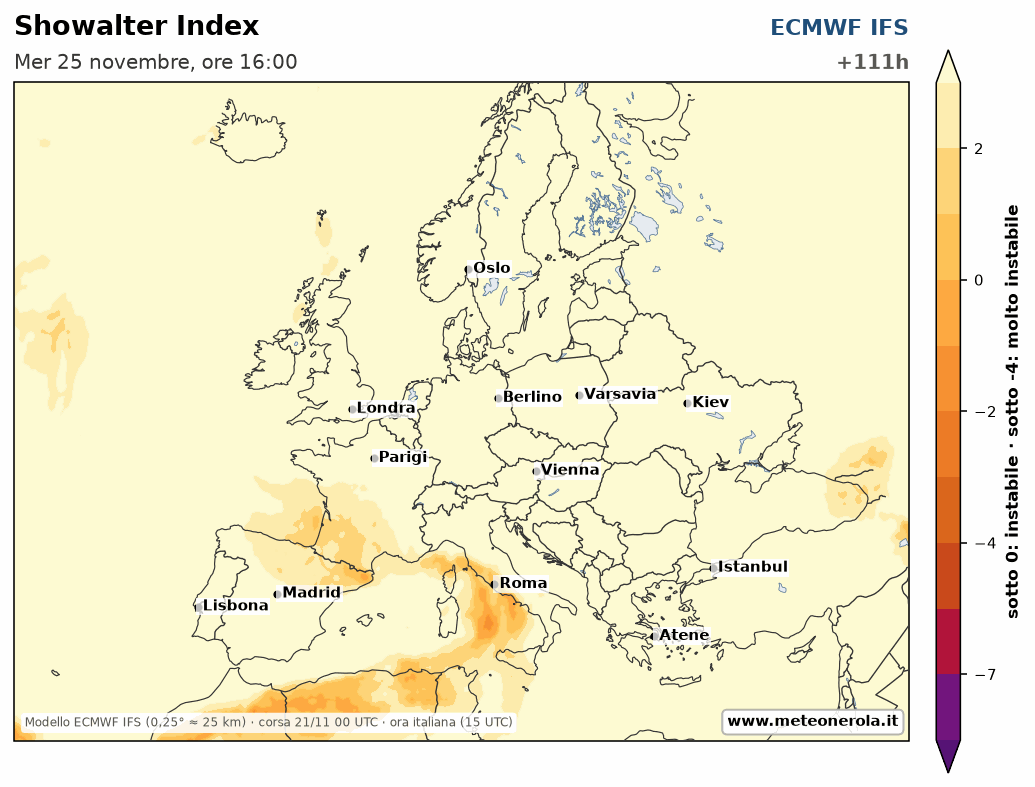 Showalter Index
ECMWF IFS
Mer 25 novembre, ore 16:00
+111h
Oslo
Londra
Berlino
Varsavia
Kiev
Parigi
Vienna
Istanbul
Roma
Madrid
Lisbona
Atene
Modello ECMWF IFS (0,25° ≈ 25 km) · corsa 21/11 00 UTC · ora italiana (15 UTC)
www.meteonerola.it
2
0
−2
−4
−7
sotto 0: instabile · sotto -4: molto instabile